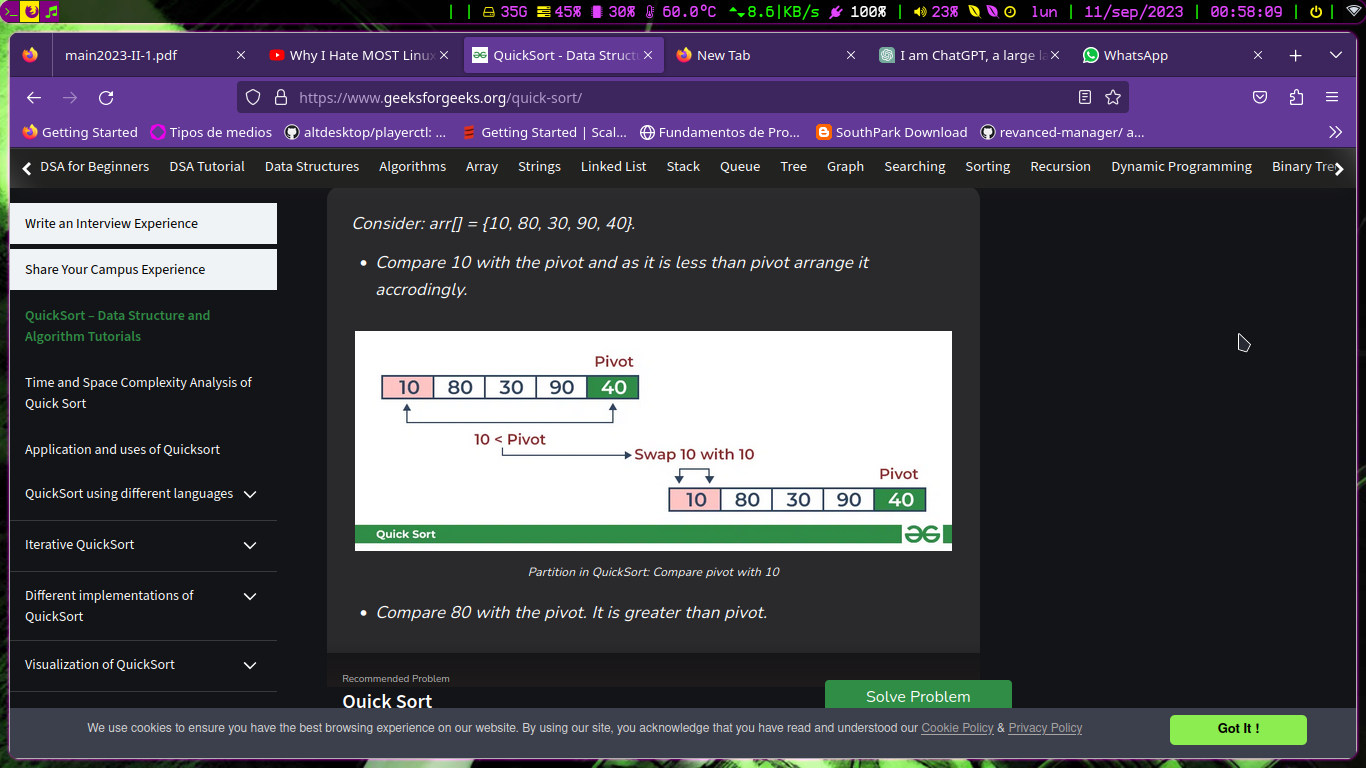 35G 45% 30% 60.0°C 8.6|KB/s 100% | 23% lun | 11/sep/2023 | 00:58:09 |
main2023-II-1.pdf
Why I Hate MOST Linux
QuickSort - Data Struct
New Tab
I am ChatGPT, a large la
WhatsApp
https://www.geeksforgeeks.org/quick-sort/
Getting Started
Tipos de medios
altdesktop/playerctl: ...
Getting Started | Scal...
Fundamentos de Pro...
SouthPark Download
revanced-manager/ a...
DSA for Beginners
DSA Tutorial
Data Structures
Algorithms
Array
Strings
Linked List
Stack
Queue
Tree
Graph
Searching
Sorting
Recursion
Dynamic Programming
Binary Tre
Write an Interview Experience
Share Your Campus Experience
QuickSort – Data Structure and
Algorithm Tutorials
Time and Space Complexity Analysis of
Quick Sort
Application and uses of Quicksort
QuickSort using different languages
Iterative QuickSort
Different implementations of
QuickSort
Visualization of QuickSort
Consider: arr[] = {10, 80, 30, 90, 40}.
• Compare 10 with the pivot and as it is less than pivot arrange it
accrodingly.
Pivot
10 80 30 90 40
10 < Pivot
Swap 10 with 10
Pivot
10 80 30 90 40
Quick Sort
Partition in QuickSort: Compare pivot with 10
• Compare 80 with the pivot. It is greater than pivot.
Recommended Problem
Quick Sort
Solve Problem
We use cookies to ensure you have the best browsing experience on our website. By using our site, you acknowledge that you have read and understood our Cookie Policy & Privacy Policy
Got It !